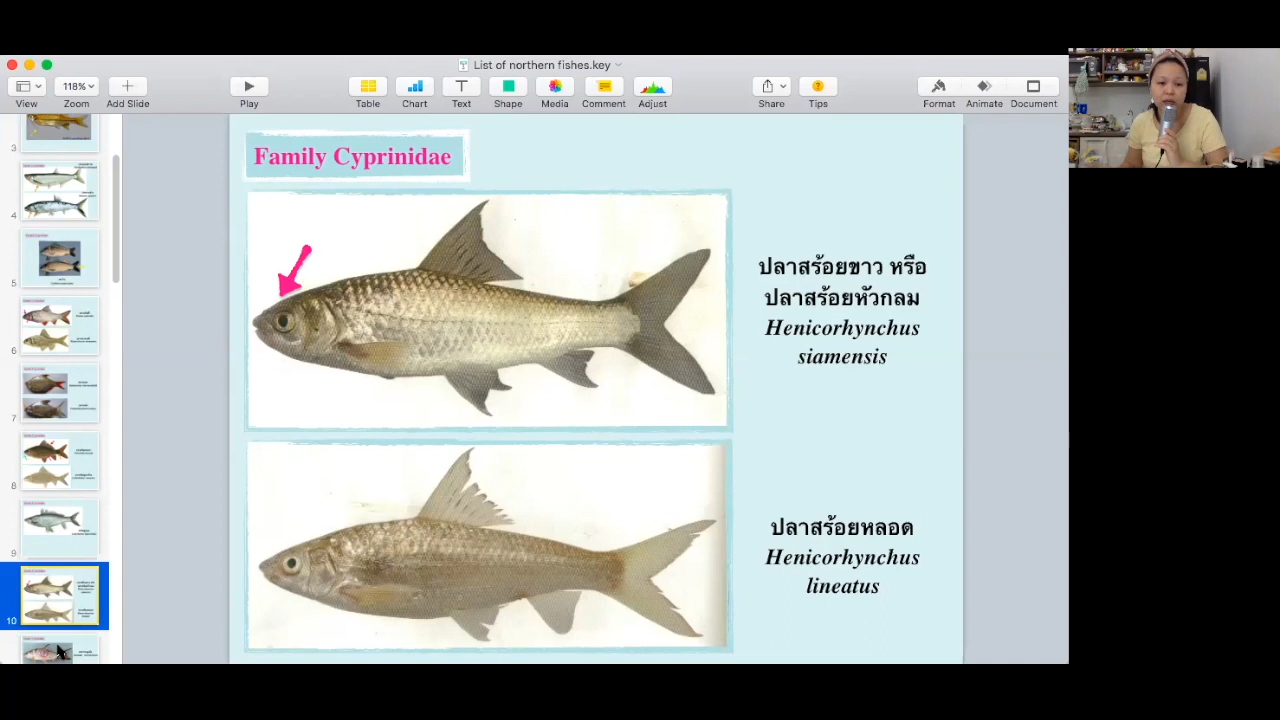 List of northern fishes.key
118%
View
Zoom
Add Slide
Play
Table
Chart
Text
Shape
Media
Comment
Adjust
Share
Tips
Format
Animate
Document
3
4
5
6
7
8
9
10
Family Cyprinidae
ปลาสร้อยขาว หรือ
ปลาสร้อยหัวกลม
Henicorhynchus
siamensis
ปลาสร้อยหลอด
Henicorhynchus
lineatus